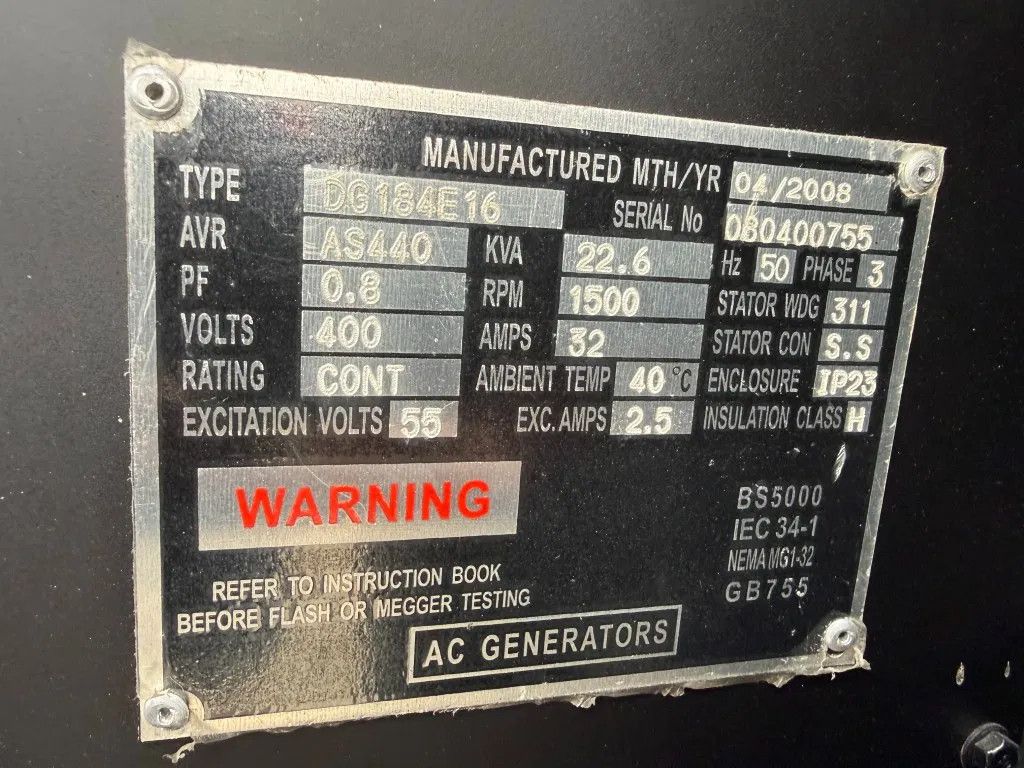 MANUFACTURED MTH/YR 04/2008
TYPE DG184E16 SERIAL No 080400755
AVR AS440 KVA 22.6 Hz 50 PHASE 3
PF 0.8 RPM 1500 STATOR WDG 311
VOLTS 400 AMPS 32 STATOR CON S.S
RATING CONT AMBIENT TEMP 40 °C ENCLOSURE IP23
EXCITATION VOLTS 55 EXC. AMPS 2.5 INSULATION CLASS H
WARNING
REFER TO INSTRUCTION BOOK
BEFORE FLASH OR MEGGER TESTING
BS5000
IEC 34-1
NEMA MG1-32
GB755
AC GENERATORS